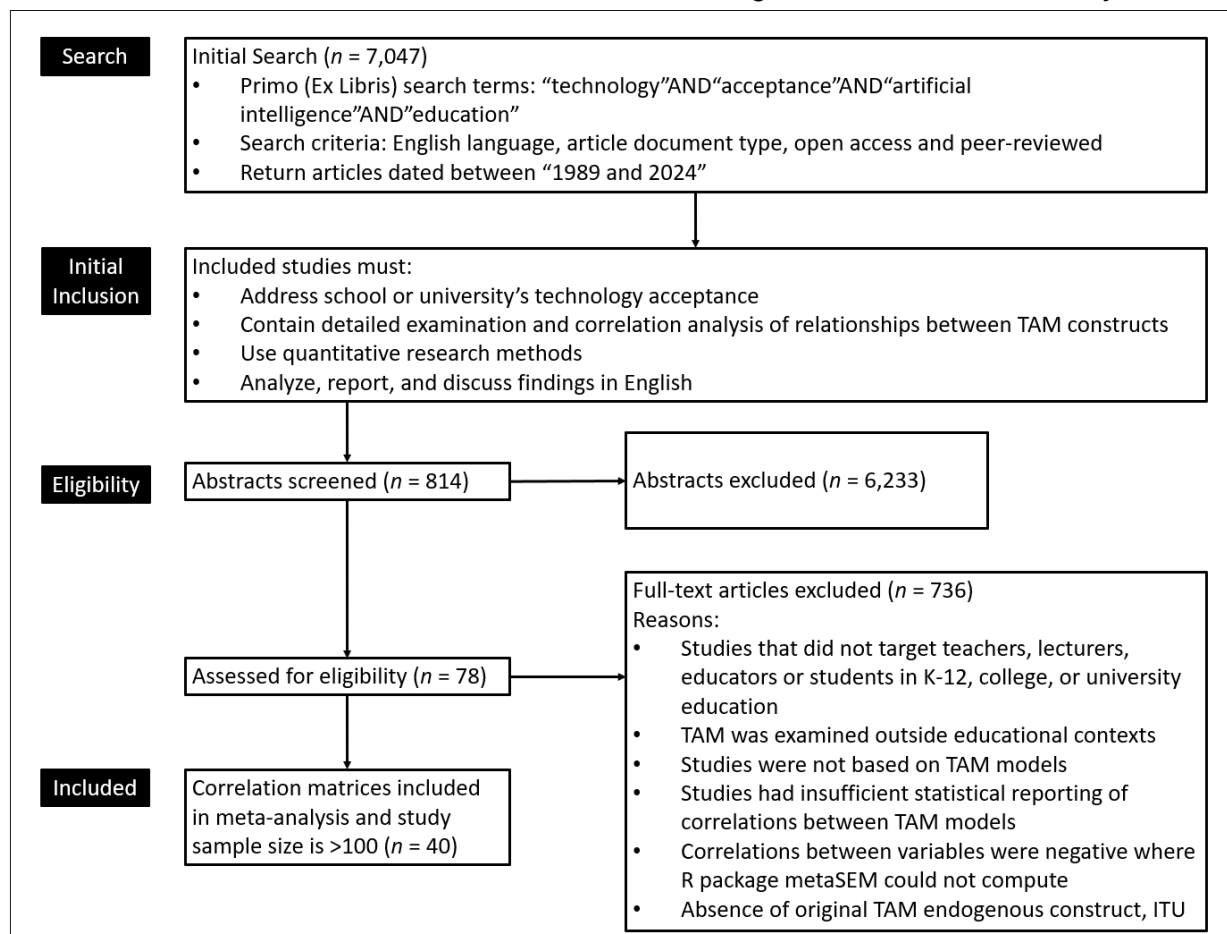 Search
Initial Search (n = 7,047)
• Primo (Ex Libris) search terms: “technology”AND“acceptance”AND“artificial
intelligence”AND”education”
• Search criteria: English language, article document type, open access and peer-reviewed
• Return articles dated between “1989 and 2024”
Initial
Inclusion
Included studies must:
• Address school or university’s technology acceptance
• Contain detailed examination and correlation analysis of relationships between TAM constructs
• Use quantitative research methods
• Analyze, report, and discuss findings in English
Eligibility
Abstracts screened (n = 814)
Abstracts excluded (n = 6,233)
Assessed for eligibility (n = 78)
Full-text articles excluded (n = 736)
Reasons:
• Studies that did not target teachers, lecturers,
educators or students in K-12, college, or university
education
• TAM was examined outside educational contexts
• Studies were not based on TAM models
• Studies had insufficient statistical reporting of
correlations between TAM models
• Correlations between variables were negative where
R package metaSEM could not compute
• Absence of original TAM endogenous construct, ITU
Included
Correlation matrices included
in meta-analysis and study
sample size is >100 (n = 40)